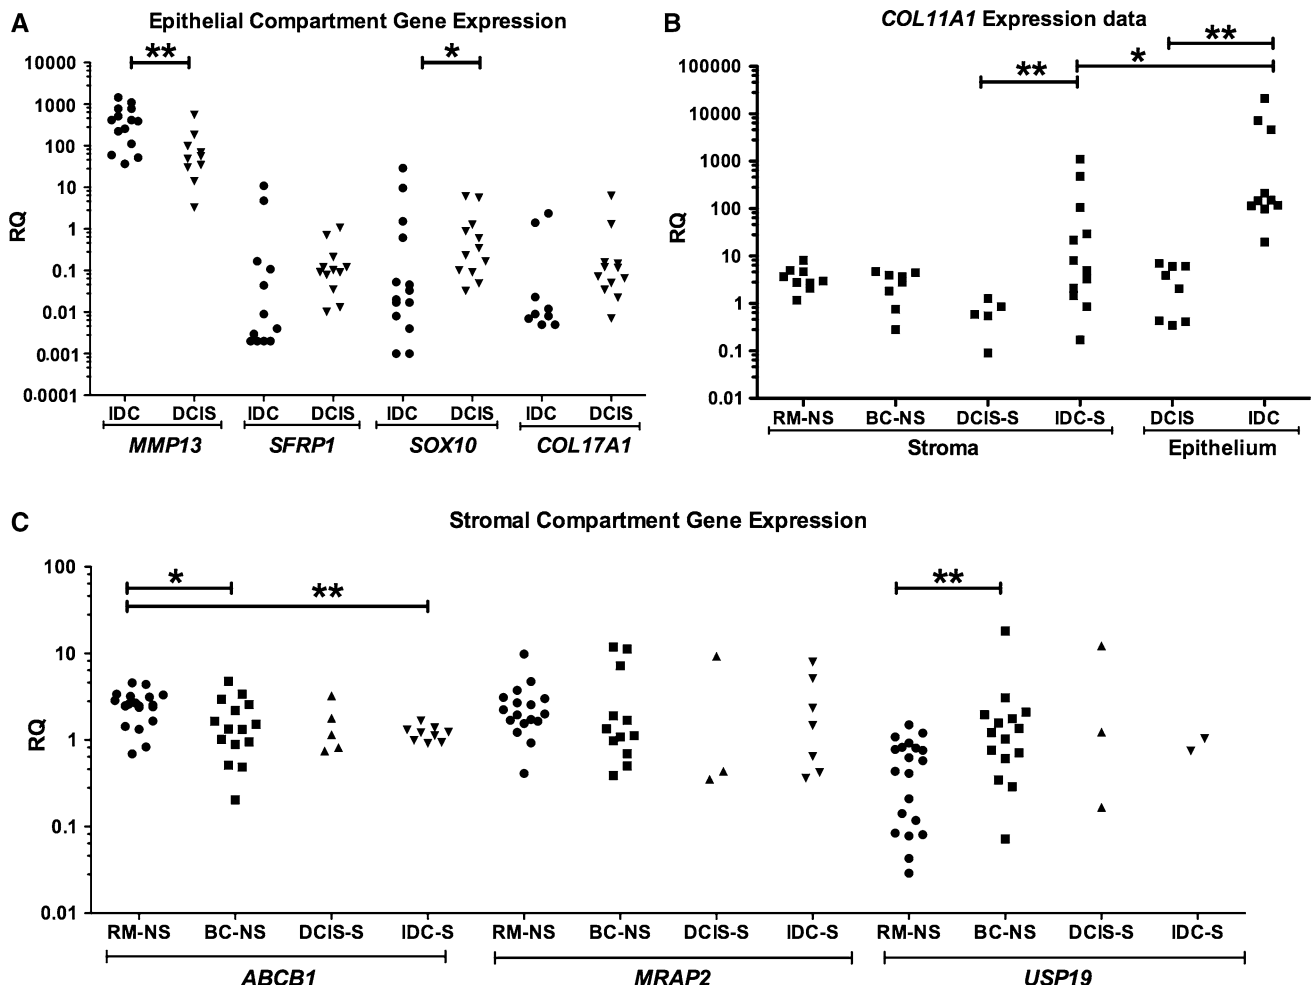 A
Epithelial Compartment Gene Expression
** *
10000
1000
100
10
1
0.1
0.01
0.001
0.0001
RQ
IDC DCIS IDC DCIS IDC DCIS IDC DCIS
MMP13 SFRP1 SOX10 COL17A1
B
COL11A1 Expression data
**
*
**
100000
10000
1000
100
10
1
0.1
0.01
RQ
RM-NS BC-NS DCIS-S IDC-S DCIS IDC
Stroma Epithelium
C
Stromal Compartment Gene Expression
* **
**
100
10
1
0.1
0.01
RQ
RM-NS BC-NS DCIS-S IDC-S RM-NS BC-NS DCIS-S IDC-S RM-NS BC-NS DCIS-S IDC-S
ABCB1 MRAP2 USP19